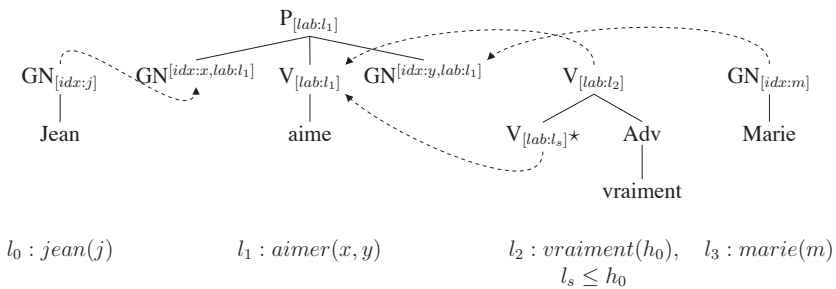 P[lab:l₁]
GN[idx:j] GN[idx:x,lab:l₁] V[lab:l₁] GN[idx:y,lab:l₁] V[lab:l₂] GN[idx:m]
Jean aime V[lab:lₛ]⋆ Adv Marie
vraiment
l₀ : jean(j) l₁ : aimer(x, y) l₂ : vraiment(h₀), l₃ : marie(m)
lₛ ≤ h₀